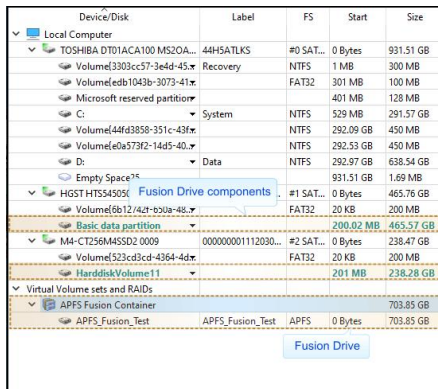 Device/Disk Label FS Start Size
Local Computer
TOSHIBA DT01ACA100 MS2OA... 44H5ATLKS #0 SAT... 0 Bytes 931.51 GB
Volume{3303cc57-3e4d-45... Recovery NTFS 1 MB 300 MB
Volume{edb1043b-3073-41... FAT32 301 MB 100 MB
Microsoft reserved partition 401 MB 128 MB
C: System NTFS 529 MB 291.57 GB
Volume{44fd3858-351c-43f... NTFS 292.09 GB 450 MB
Volume{e0a573f2-14d5-40... NTFS 292.53 GB 450 MB
D: Data NTFS 292.97 GB 638.54 GB
Empty Space25 931.51 GB 1.69 MB
HGST HTS54505 #1 SAT... 0 Bytes 465.76 GB
Fusion Drive components
Volume{6b12742f-650a-48... FAT32 20 KB 200 MB
Basic data partition 200.02 MB 465.57 GB
M4-CT256M4SSD2 0009 000000001112030... #2 SAT... 0 Bytes 238.47 GB
Volume{523cd3cd-4364-4d... FAT32 20 KB 200 MB
HarddiskVolume11 201 MB 238.28 GB
Virtual Volume sets and RAIDs
APFS Fusion Container 703.85 GB
APFS_Fusion_Test APFS_Fusion_Test APFS 0 Bytes 703.85 GB
Fusion Drive